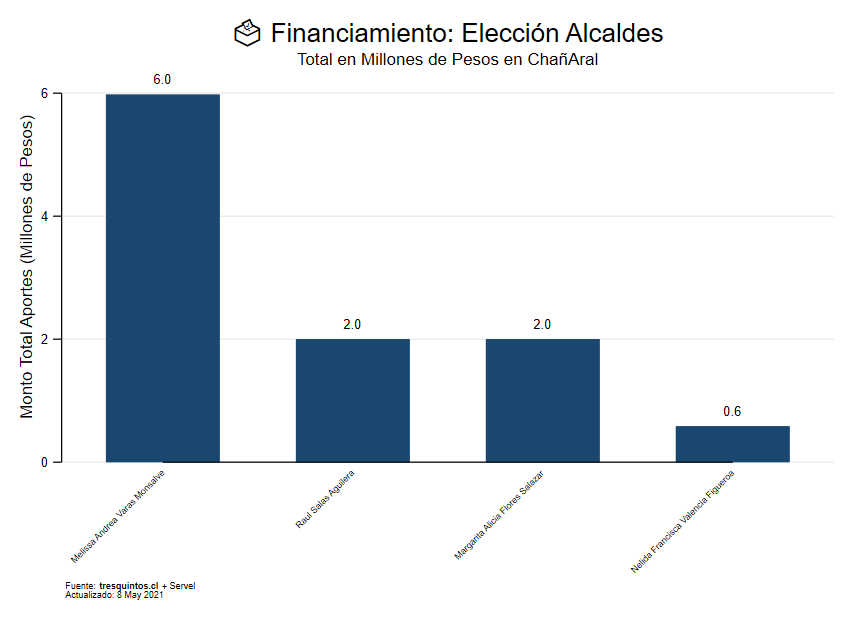 Financiamiento: Elección Alcaldes
Total en Millones de Pesos en ChañAral
Monto Total Aportes (Millones de Pesos)
6
4
2
0
6.0
2.0
2.0
0.6
Melissa Andrea Varas Monsalve
Raul Salas Aguilera
Margarita Alicia Flores Salazar
Nelida Francisca Valencia Figueroa
Fuente: tresquintos.cl + Servel
Actualizado: 8 May 2021